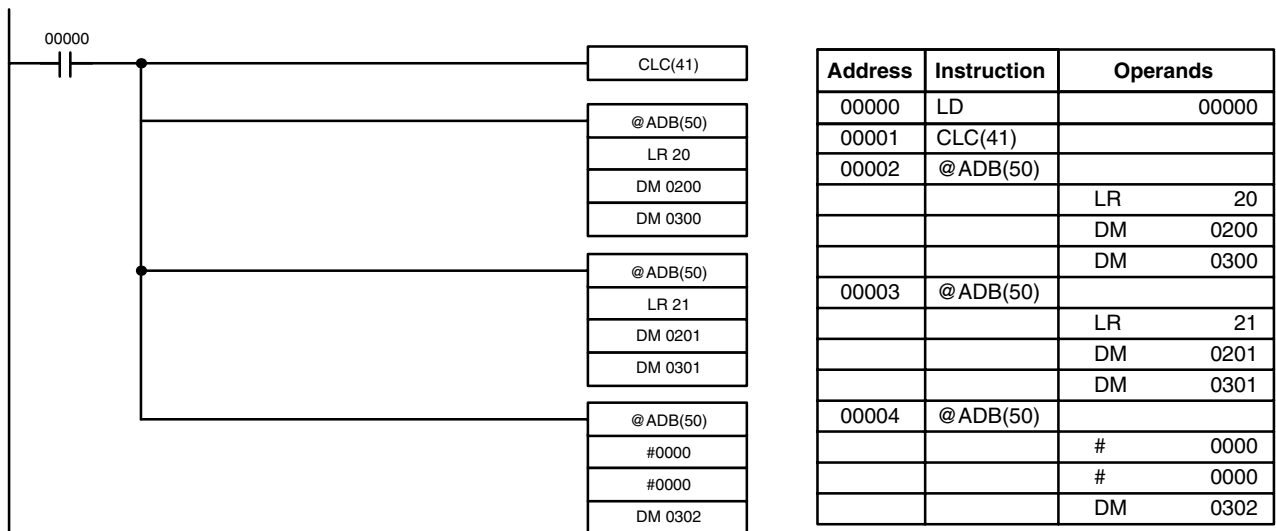 00000
CLC(41)
@ADB(50)
LR 20
DM 0200
DM 0300
@ADB(50)
LR 21
DM 0201
DM 0301
@ADB(50)
#0000
#0000
DM 0302
Address Instruction Operands
00000 LD 00000
00001 CLC(41)
00002 @ADB(50)
LR 20
DM 0200
DM 0300
00003 @ADB(50)
LR 21
DM 0201
DM 0301
00004 @ADB(50)
# 0000
# 0000
DM 0302